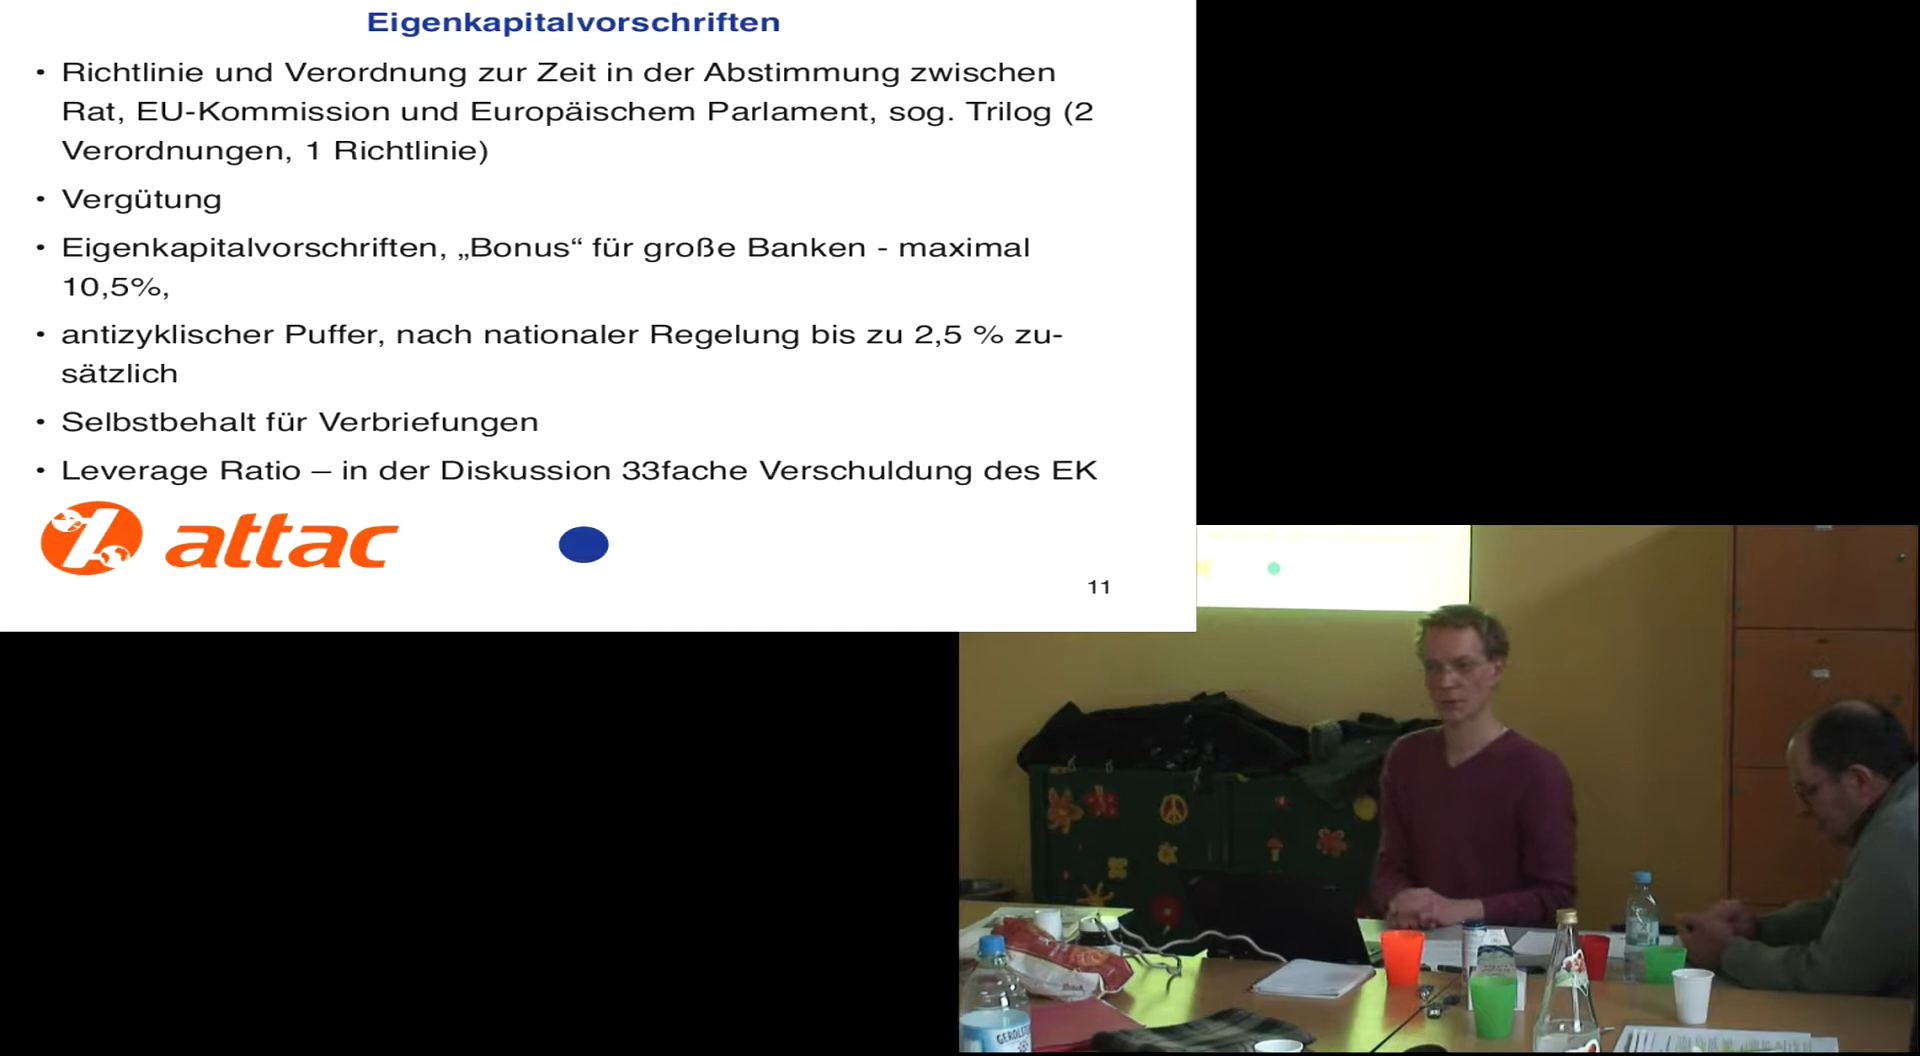 Eigenkapitalvorschriften
• Richtlinie und Verordnung zur Zeit in der Abstimmung zwischen
Rat, EU-Kommission und Europäischem Parlament, sog. Trilog (2
Verordnungen, 1 Richtlinie)
• Vergütung
• Eigenkapitalvorschriften, „Bonus“ für große Banken - maximal
10,5%,
• antizyklischer Puffer, nach nationaler Regelung bis zu 2,5 % zu-
sätzlich
• Selbstbehalt für Verbriefungen
• Leverage Ratio – in der Diskussion 33fache Verschuldung des EK
attac
11